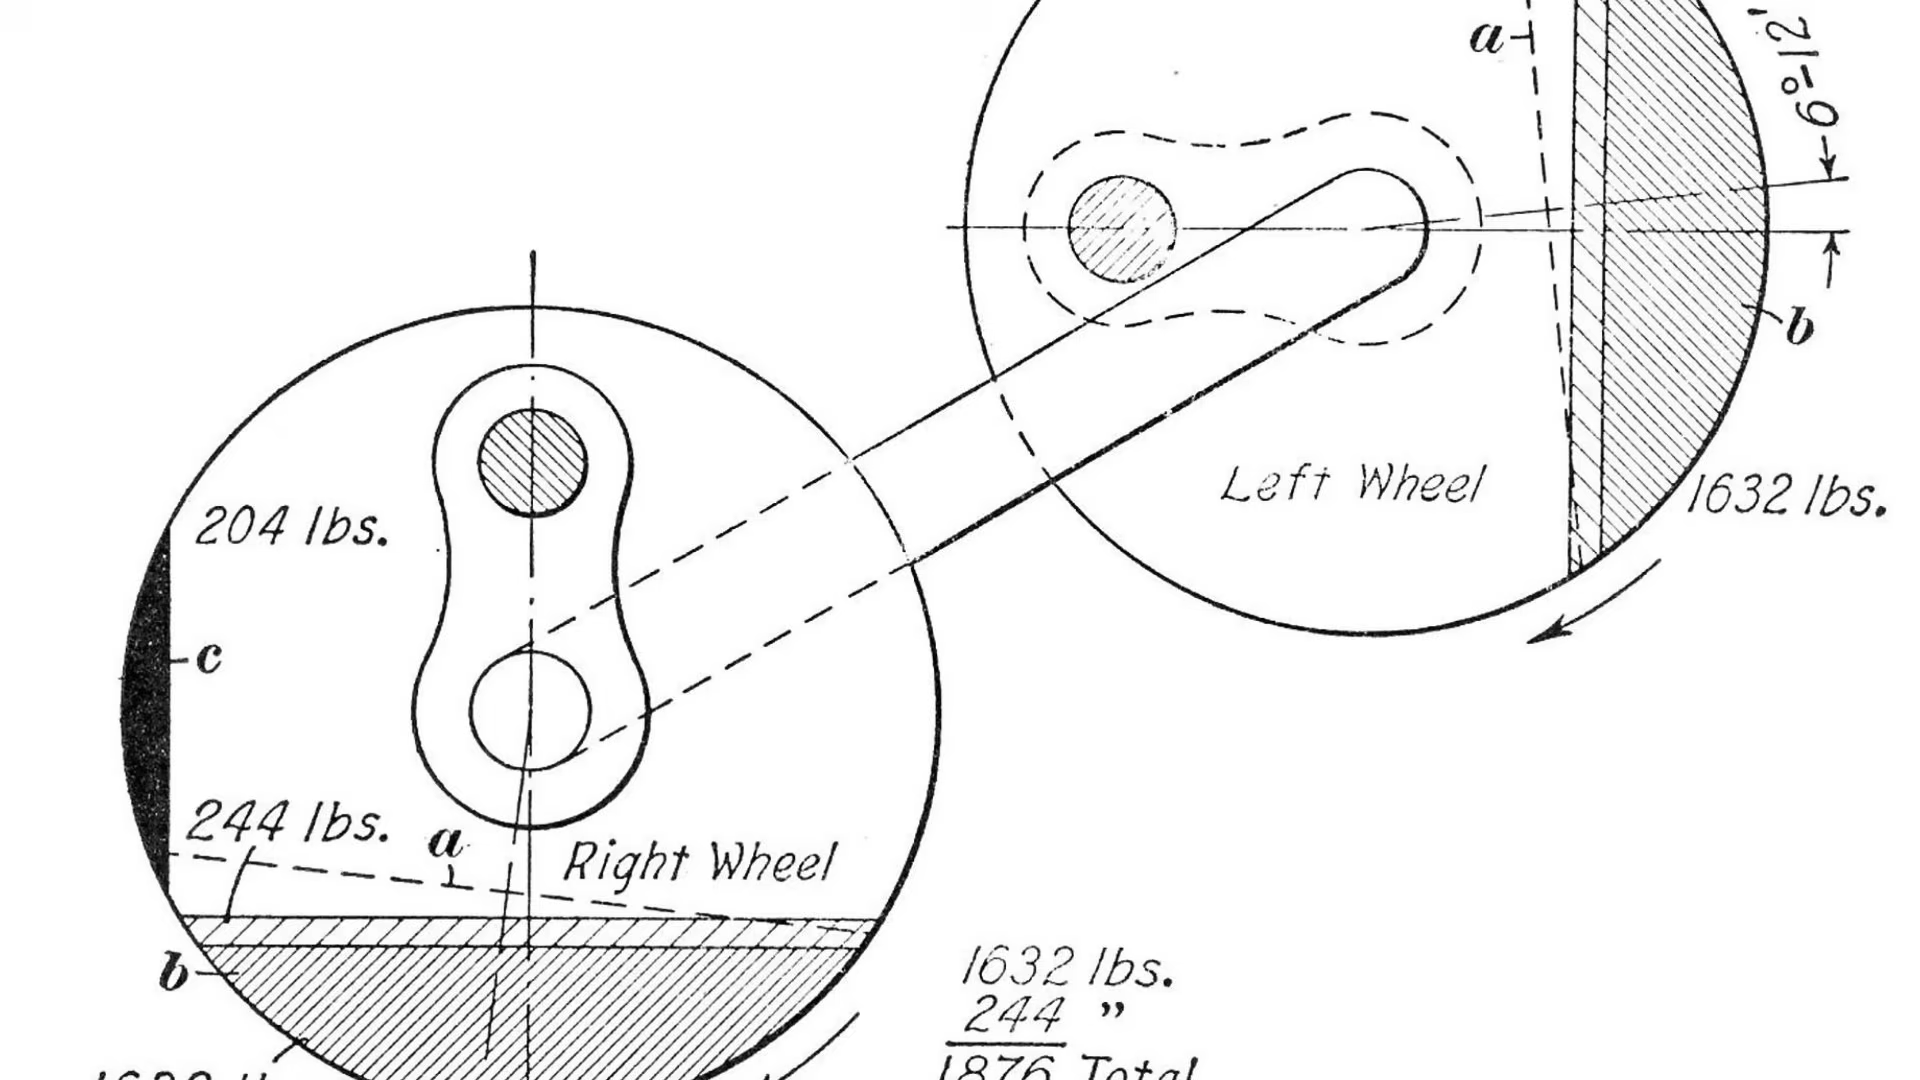 a
6°-12'
b
1632 lbs.
Left Wheel
204 lbs.
c
244 lbs.
a
Right Wheel
b
1632 lbs.
244 "
1876 Total